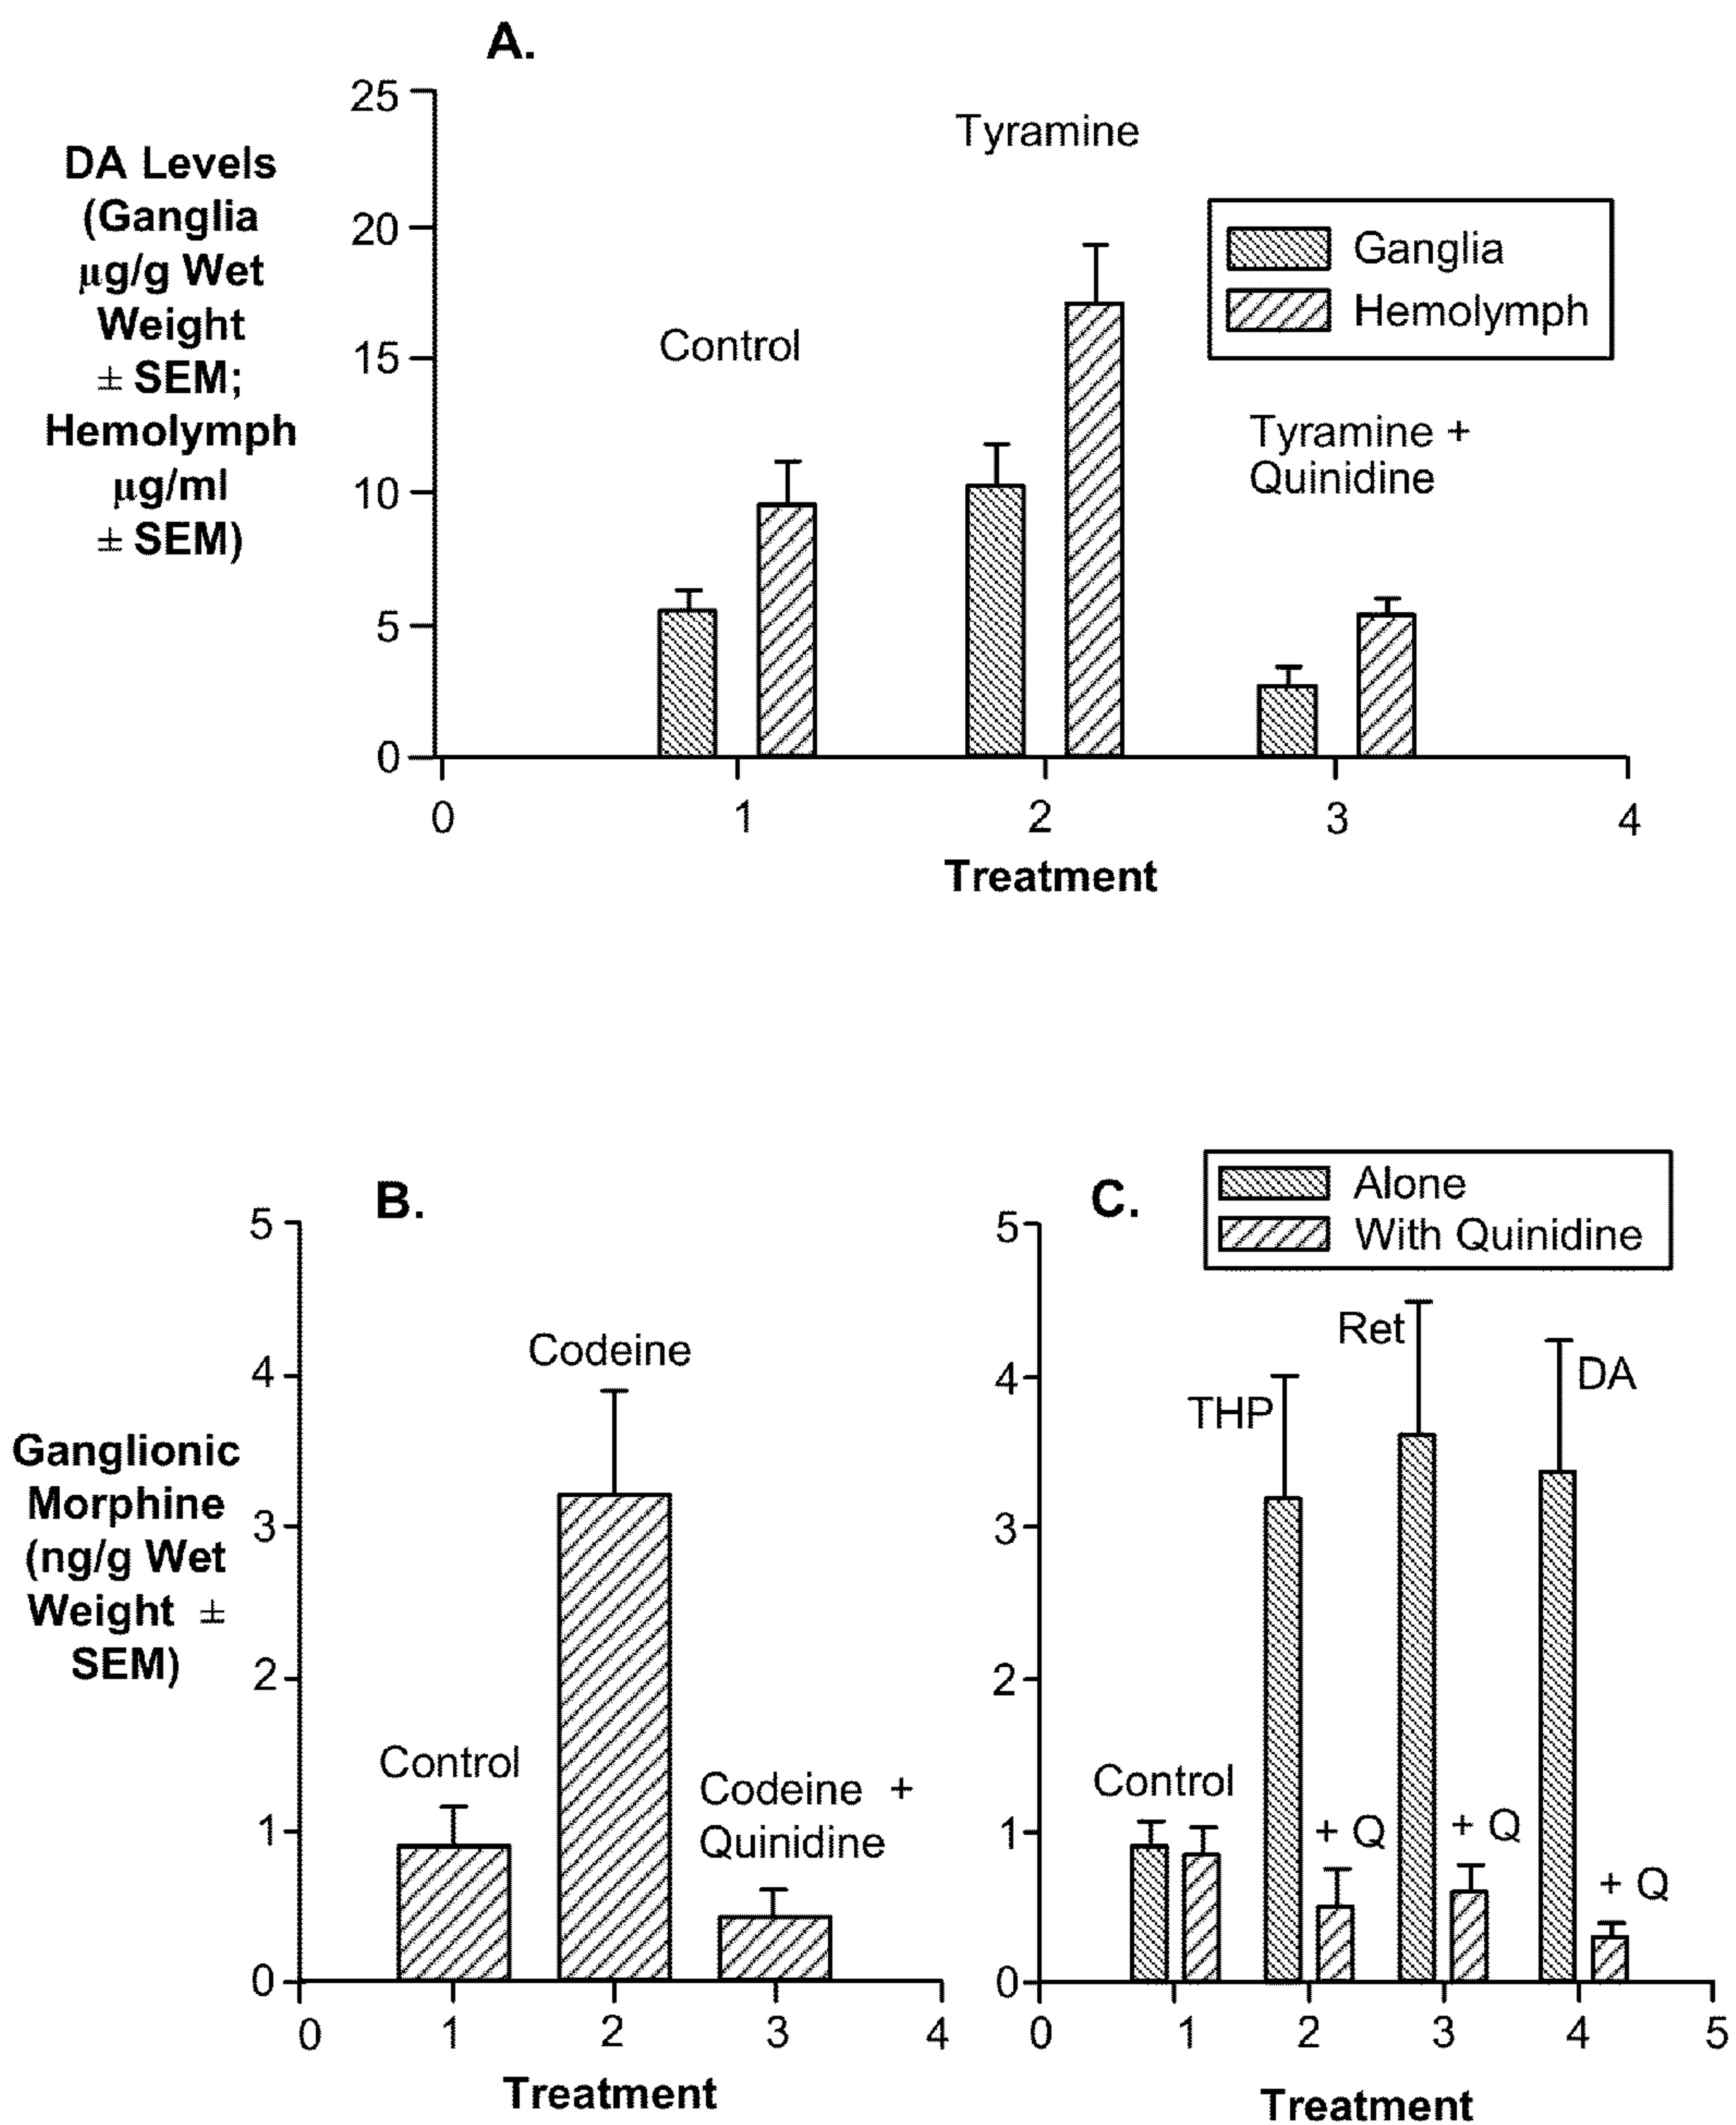 A.
DA Levels
(Ganglia
µg/g Wet
Weight
± SEM;
Hemolymph
µg/ml
± SEM)
25
20
15
10
5
0
Control
Tyramine
Tyramine +
Quinidine
Ganglia
Hemolymph
0 1 2 3 4
Treatment
B.
Ganglionic
Morphine
(ng/g Wet
Weight ±
SEM)
5
4
3
2
1
0
Control
Codeine
Codeine +
Quinidine
0 1 2 3 4
Treatment
C.
Alone
With Quinidine
5
4
3
2
1
0
Control
THP
+ Q
Ret
+ Q
DA
+ Q
0 1 2 3 4 5
Treatment